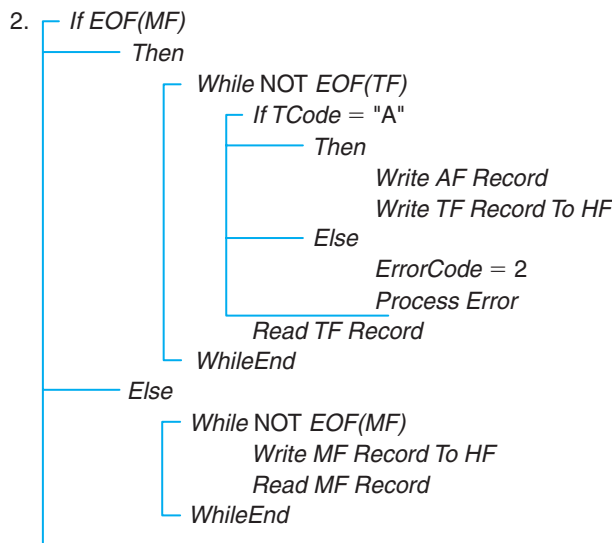 2. If EOF(MF)
Then
While NOT EOF(TF)
If TCode = "A"
Then
Write AF Record
Write TF Record To HF
Else
ErrorCode = 2
Process Error
Read TF Record
WhileEnd
Else
While NOT EOF(MF)
Write MF Record To HF
Read MF Record
WhileEnd